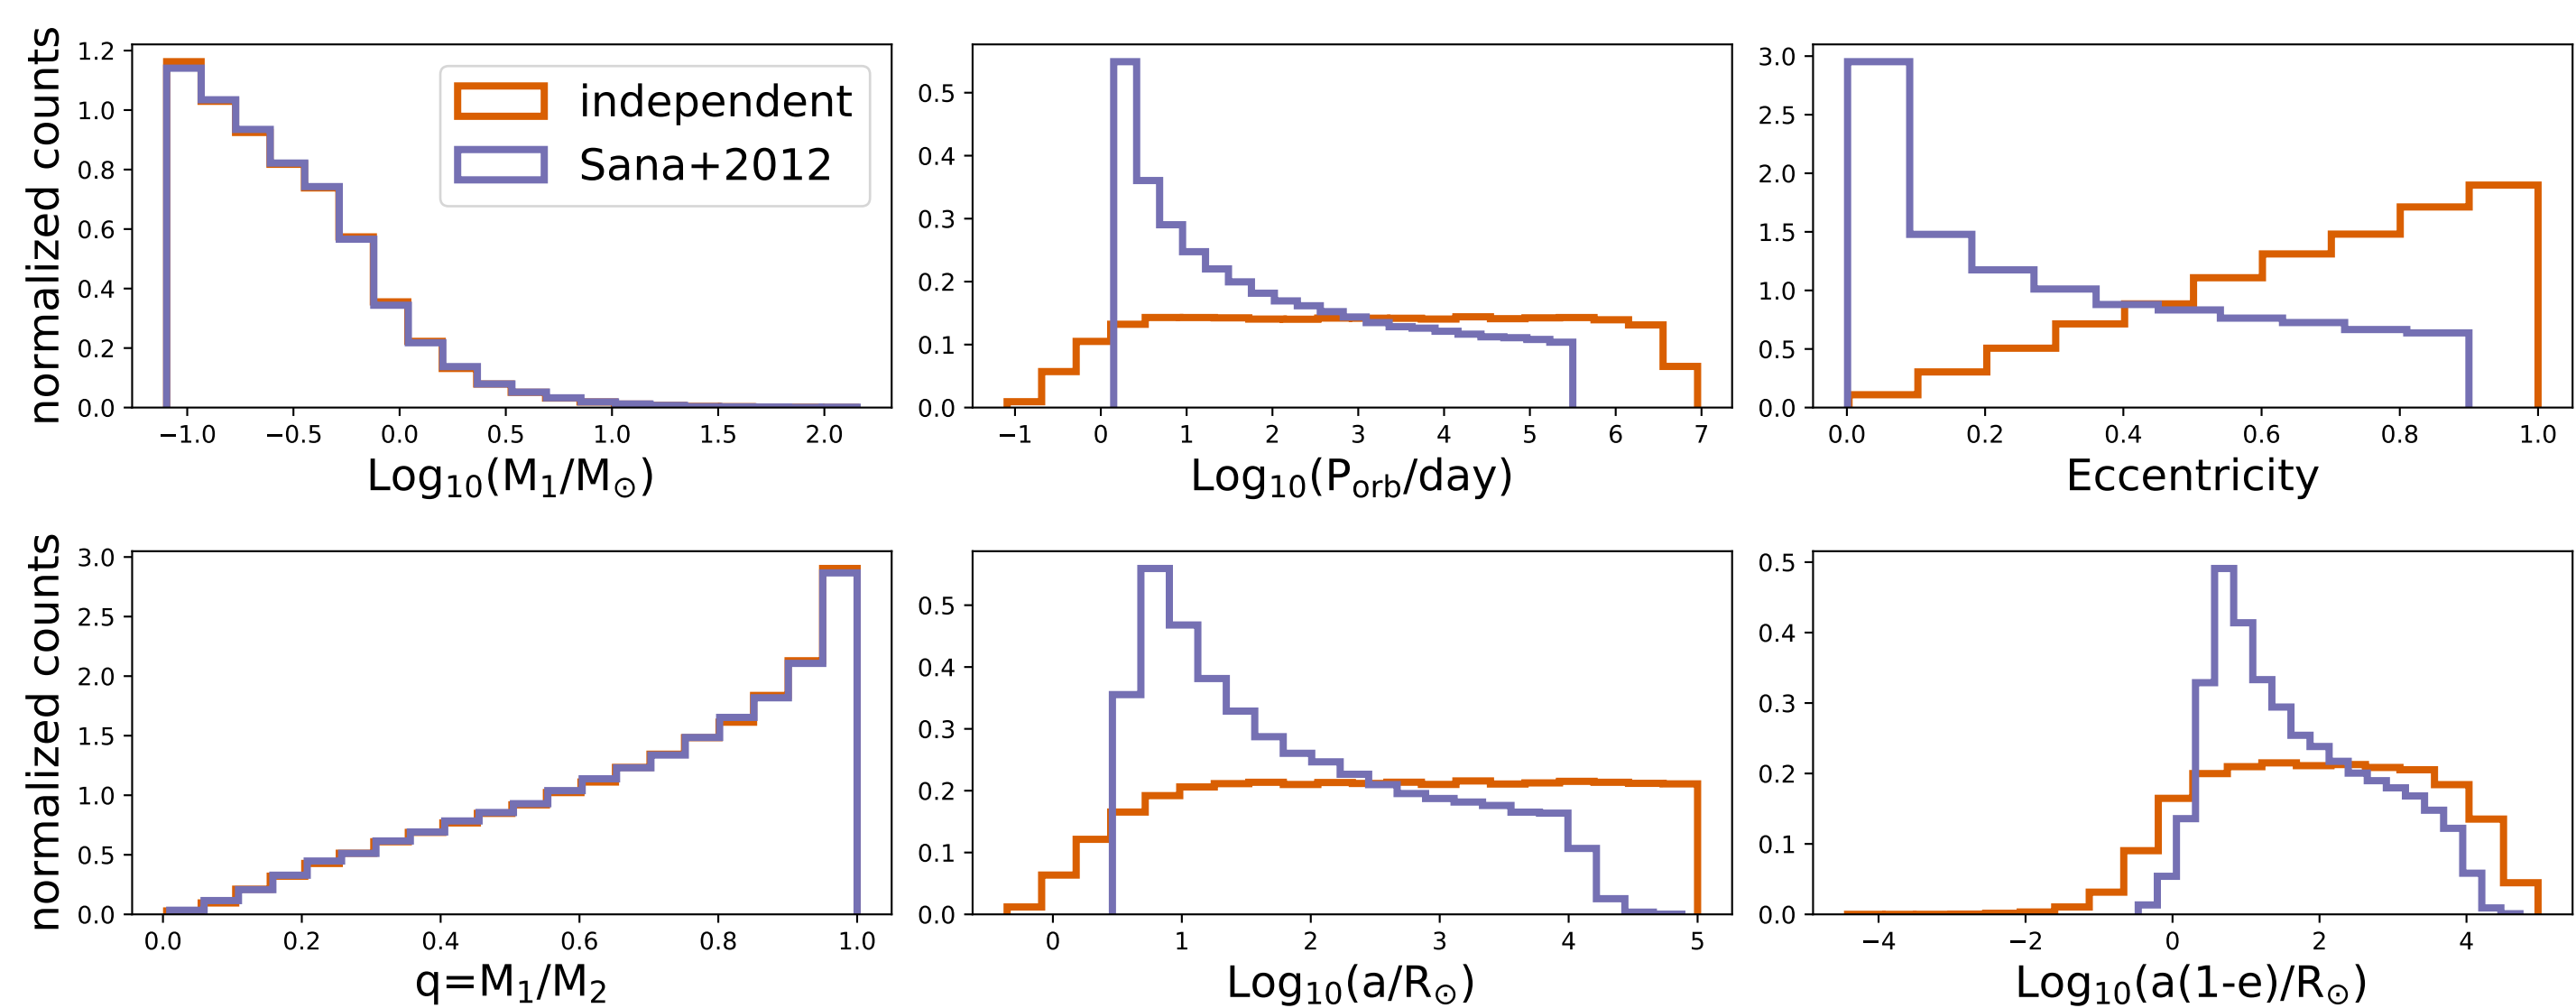 normalized counts
1.2
1.0
0.8
0.6
0.4
0.2
0.0
−1.0 −0.5 0.0 0.5 1.0 1.5 2.0
Log₁₀(M₁/M⊙)
independent
Sana+2012
0.5
0.4
0.3
0.2
0.1
0.0
−1 0 1 2 3 4 5 6 7
Log₁₀(Pₒᵣb/day)
3.0
2.5
2.0
1.5
1.0
0.5
0.0
0.0 0.2 0.4 0.6 0.8 1.0
Eccentricity
normalized counts
3.0
2.5
2.0
1.5
1.0
0.5
0.0
0.0 0.2 0.4 0.6 0.8 1.0
q=M₁/M₂
0.5
0.4
0.3
0.2
0.1
0.0
0 1 2 3 4 5
Log₁₀(a/R⊙)
0.5
0.4
0.3
0.2
0.1
0.0
−4 −2 0 2 4
Log₁₀(a(1-e)/R⊙)